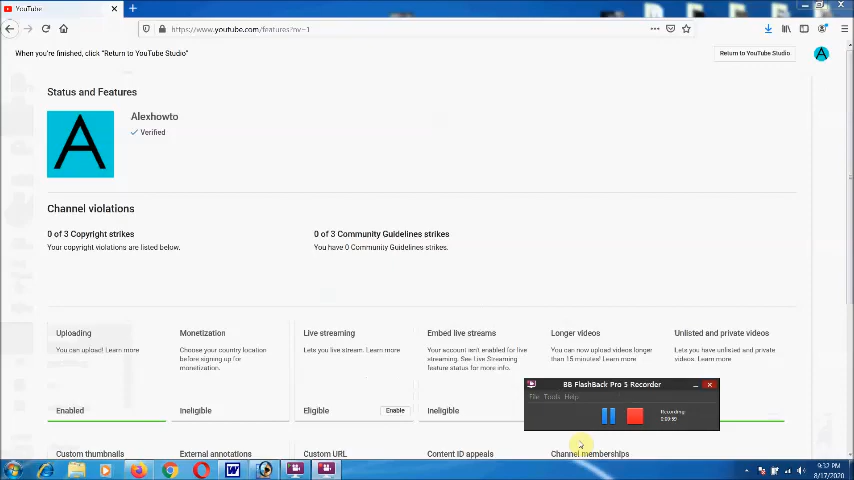 YouTube
https://www.youtube.com/features?nv=1
When you're finished, click "Return to YouTube Studio"
Return to YouTube Studio
A
Status and Features
A
Alexhowto
Verified
Channel violations
0 of 3 Copyright strikes
Your copyright violations are listed below.
0 of 3 Community Guidelines strikes
You have 0 Community Guidelines strikes.
Uploading
You can upload! Learn more
Enabled
Monetization
Choose your country location
before signing up for
monetization.
Ineligible
Live streaming
Lets you live stream. Learn more
Eligible
Enable
Embed live streams
Your account isn't enabled for live
streaming. See Live Streaming
feature status for more info.
Ineligible
Longer videos
You can now upload videos longer
than 15 minutes! Learn more
Unlisted and private videos
Lets you have unlisted and private
videos. Learn more
BB FlashBack Pro 5 Recorder
File Tools Help
Recording:
0:09:59
Custom thumbnails
External annotations
Custom URL
Content ID appeals
Channel memberships
9:32 PM
8/17/2020